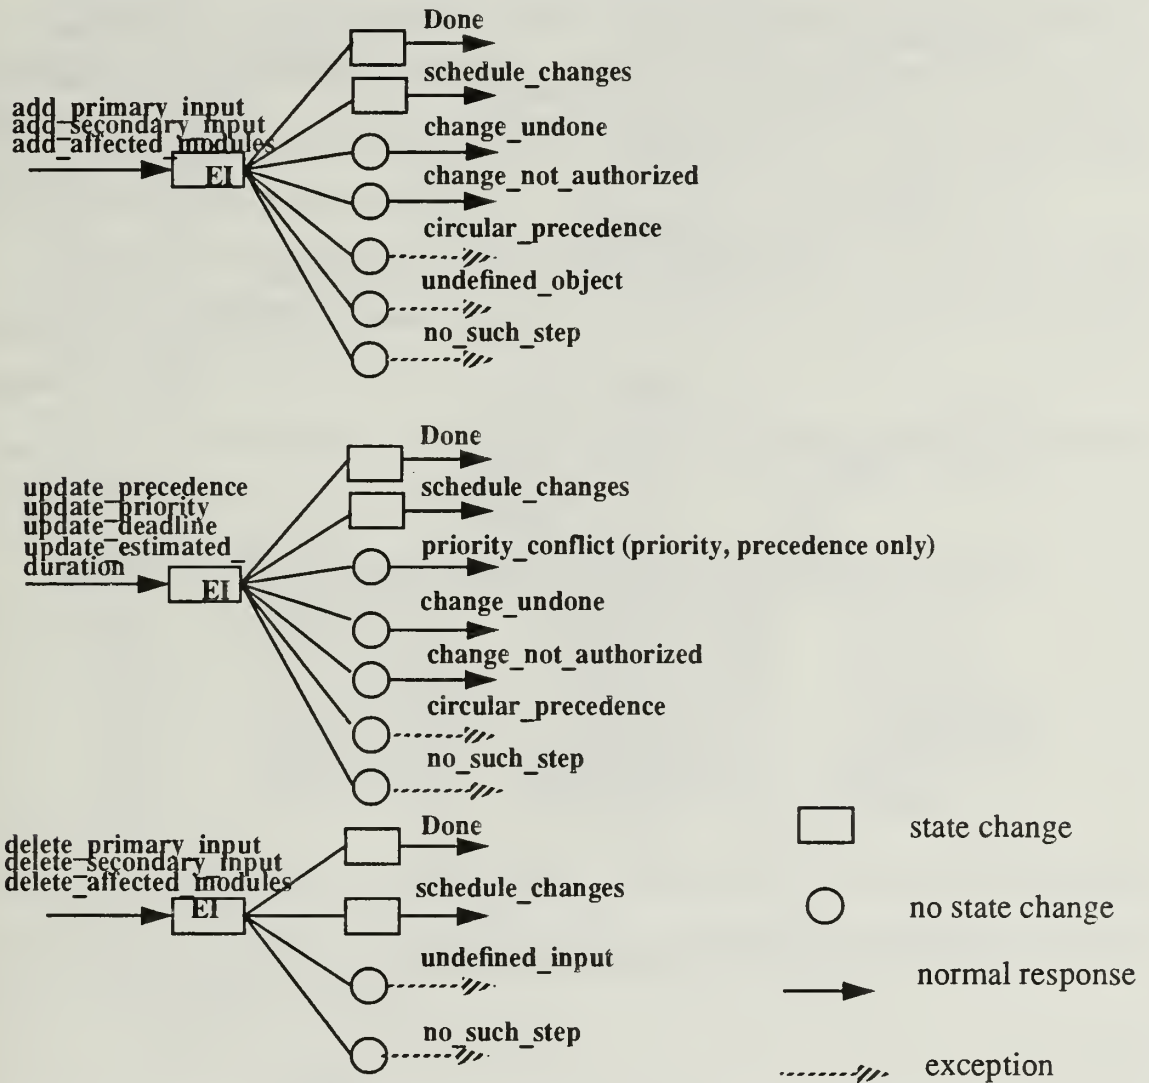 Done
schedule_changes
add_primary_input
add_secondary_input
add_affected_modules
EI
change_undone
change_not_authorized
circular_precedence
undefined_object
no_such_step
Done
schedule_changes
update_precedence
update_priority
update_deadline
update_estimated_
duration
EI
priority_conflict (priority, precedence only)
change_undone
change_not_authorized
circular_precedence
no_such_step
Done
delete_primary_input
delete_secondary_input
delete_affected_modules
EI
schedule_changes
undefined_input
no_such_step
state change
no state change
normal response
exception